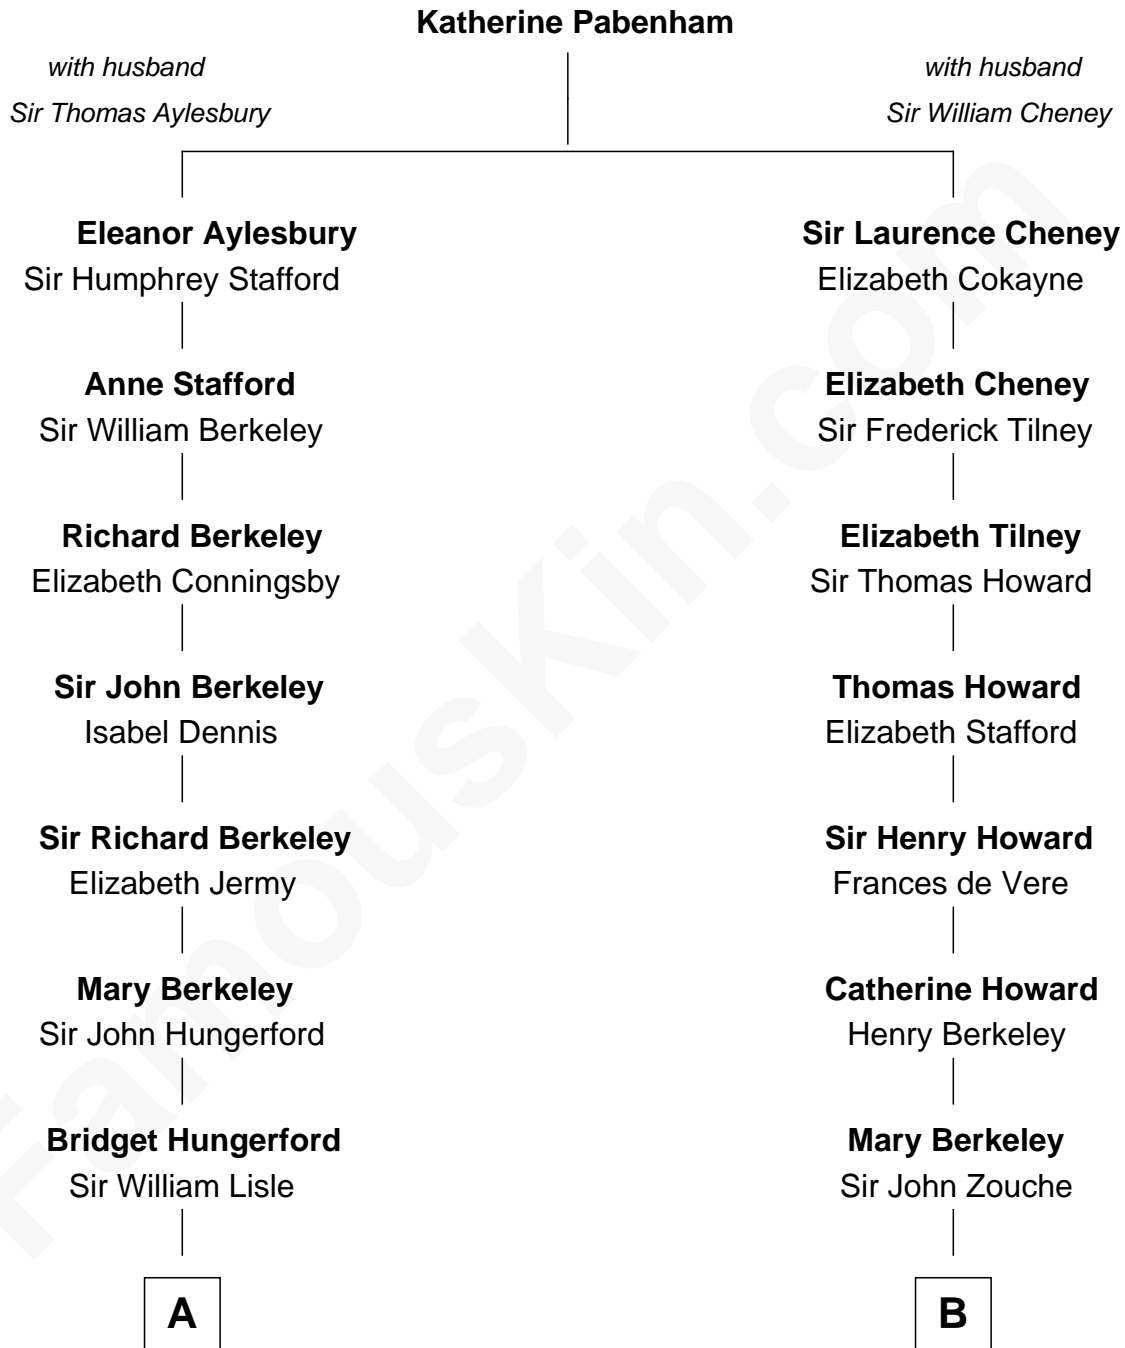 Katherine Pabenham
with husband
Sir Thomas Aylesbury
with husband
Sir William Cheney
Eleanor Aylesbury
Sir Humphrey Stafford
Anne Stafford
Sir William Berkeley
Richard Berkeley
Elizabeth Conningsby
Sir John Berkeley
Isabel Dennis
Sir Richard Berkeley
Elizabeth Jermy
Mary Berkeley
Sir John Hungerford
Bridget Hungerford
Sir William Lisle
A
Sir Laurence Cheney
Elizabeth Cokayne
Elizabeth Cheney
Sir Frederick Tilney
Elizabeth Tilney
Sir Thomas Howard
Thomas Howard
Elizabeth Stafford
Sir Henry Howard
Frances de Vere
Catherine Howard
Henry Berkeley
Mary Berkeley
Sir John Zouche
B
FamousKin.com